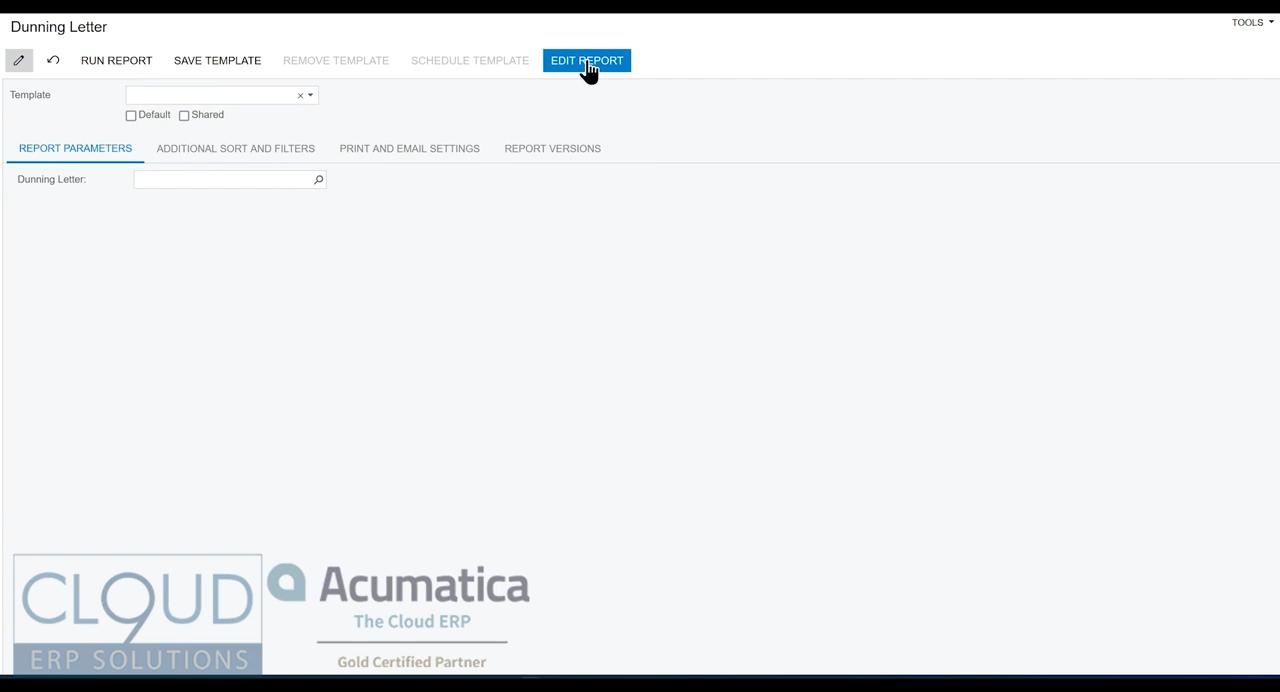 Dunning Letter
TOOLS
RUN REPORT SAVE TEMPLATE REMOVE TEMPLATE SCHEDULE TEMPLATE EDIT REPORT
Template
Default Shared
REPORT PARAMETERS ADDITIONAL SORT AND FILTERS PRINT AND EMAIL SETTINGS REPORT VERSIONS
Dunning Letter:
CLOUD
ERP SOLUTIONS
Acumatica
The Cloud ERP
Gold Certified Partner